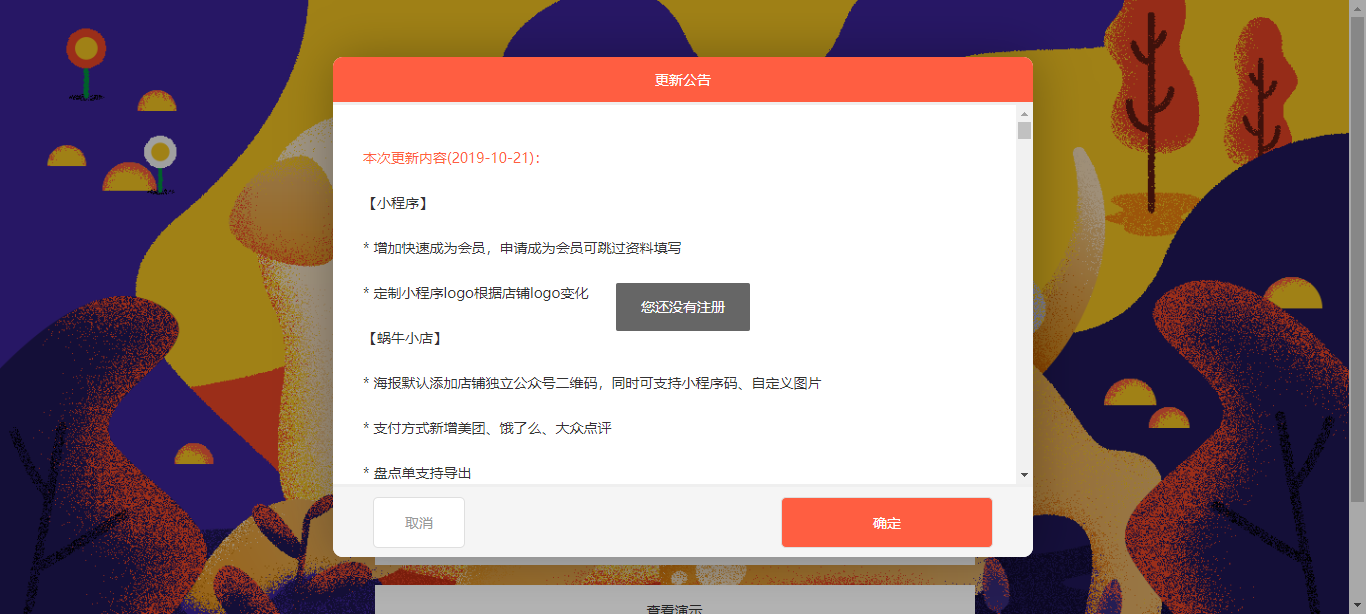 更新公告
本次更新内容(2019-10-21)：
【小程序】
* 增加快速成为会员，申请成为会员可跳过资料填写
* 定制小程序logo根据店铺logo变化
您还没有注册
【蜗牛小店】
* 海报默认添加店铺独立公众号二维码，同时可支持小程序码、自定义图片
* 支付方式新增美团、饿了么、大众点评
* 盘点单支持导出
取消
确定
查看演示